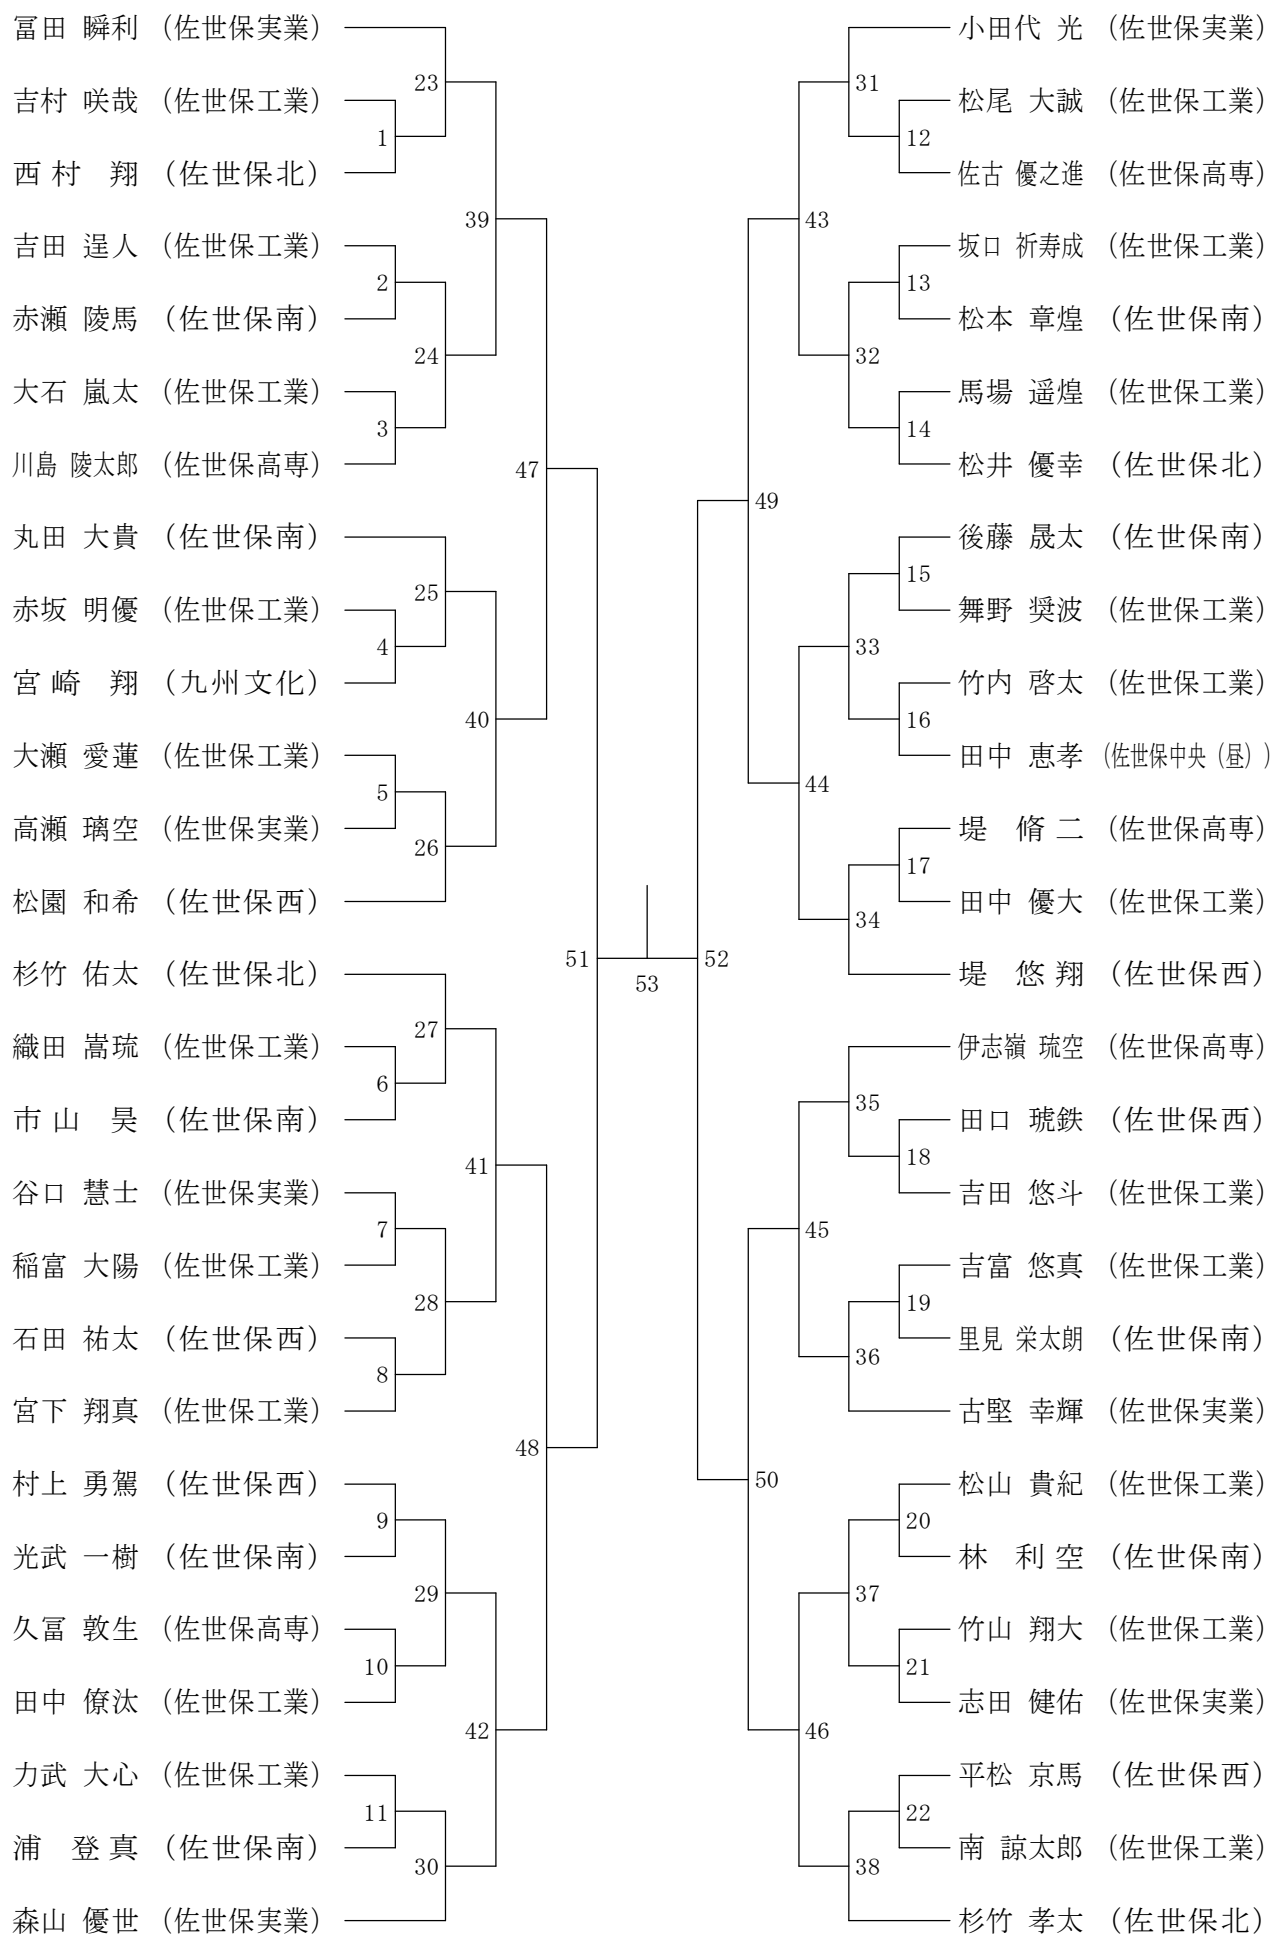 冨田 瞬利 (佐世保実業)
吉村 咲哉 (佐世保工業)
西村 翔 (佐世保北)
吉田 逞人 (佐世保工業)
赤瀬 陵馬 (佐世保南)
大石 嵐太 (佐世保工業)
川島 陵太郎 (佐世保高専)
丸田 大貴 (佐世保南)
赤坂 明優 (佐世保工業)
宮崎 翔 (九州文化)
大瀬 愛蓮 (佐世保工業)
高瀬 璃空 (佐世保実業)
松園 和希 (佐世保西)
杉竹 佑太 (佐世保北)
織田 嵩琉 (佐世保工業)
市山 昊 (佐世保南)
谷口 慧士 (佐世保実業)
稲富 大陽 (佐世保工業)
石田 祐太 (佐世保西)
宮下 翔真 (佐世保工業)
村上 勇駕 (佐世保西)
光武 一樹 (佐世保南)
久冨 敦生 (佐世保高専)
田中 僚汰 (佐世保工業)
力武 大心 (佐世保工業)
浦 登真 (佐世保南)
森山 優世 (佐世保実業)
1
2
3
4
5
6
7
8
9
10
11
23
24
25
26
27
28
29
30
39
40
41
42
47
48
51
53
52
49
50
43
44
45
46
31
32
33
34
35
36
37
38
12
13
14
15
16
17
18
19
20
21
22
小田代 光 (佐世保実業)
松尾 大誠 (佐世保工業)
佐古 優之進 (佐世保高専)
坂口 祈寿成 (佐世保工業)
松本 章煌 (佐世保南)
馬場 遥煌 (佐世保工業)
松井 優幸 (佐世保北)
後藤 晟太 (佐世保南)
舞野 奨波 (佐世保工業)
竹内 啓太 (佐世保工業)
田中 恵孝 (佐世保中央(昼))
堤 脩二 (佐世保高専)
田中 優大 (佐世保工業)
堤 悠翔 (佐世保西)
伊志嶺 琉空 (佐世保高専)
田口 琥鉄 (佐世保西)
吉田 悠斗 (佐世保工業)
吉富 悠真 (佐世保工業)
里見 栄太朗 (佐世保南)
古堅 幸輝 (佐世保実業)
松山 貴紀 (佐世保工業)
林 利空 (佐世保南)
竹山 翔大 (佐世保工業)
志田 健佑 (佐世保実業)
平松 京馬 (佐世保西)
南 諒太郎 (佐世保工業)
杉竹 孝太 (佐世保北)